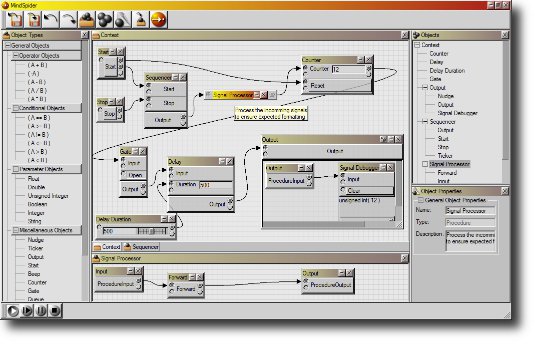 MindSpider
Object Types
General Objects
Operator Objects
( A + B )
( -A )
( A - B )
( A * B )
( A / B )
( A ^ B )
Conditional Objects
( A == B )
( A > B )
( A != B )
( A < B )
( A >= B )
( A <= B )
Parameter Objects
Float
Double
Unsigned Integer
Boolean
Integer
String
Miscellaneous Objects
Nudge
Ticker
Output
Start
Beep
Counter
Gate
Queue
Context
Start
Start
Stop
Stop
Sequencer
Start
Stop
Output
Signal Processor
Process the incomming signals
to ensure expected formatting
Counter
Counter
12
Reset
Gate
Input
Open
Output
Delay
Input
Duration
500
Output
Delay Duration
500
Output
Output
Output
ProcedureInput
Signal Debugger
Input
Clear
unsigned int( 12 )
Context
Sequencer
Signal Processor
Input
ProcedureInput
Forward
Forward
Output
ProcedureOutput
Objects
Context
Counter
Delay
Delay Duration
Gate
Output
Nudge
Output
Signal Debugger
Sequencer
Output
Start
Stop
Ticker
Signal Processor
Forward
Input
Object Properties
General Object Properties
Name:
Signal Processor
Type:
Procedure
Description:
Process the incomm
to ensure expected f